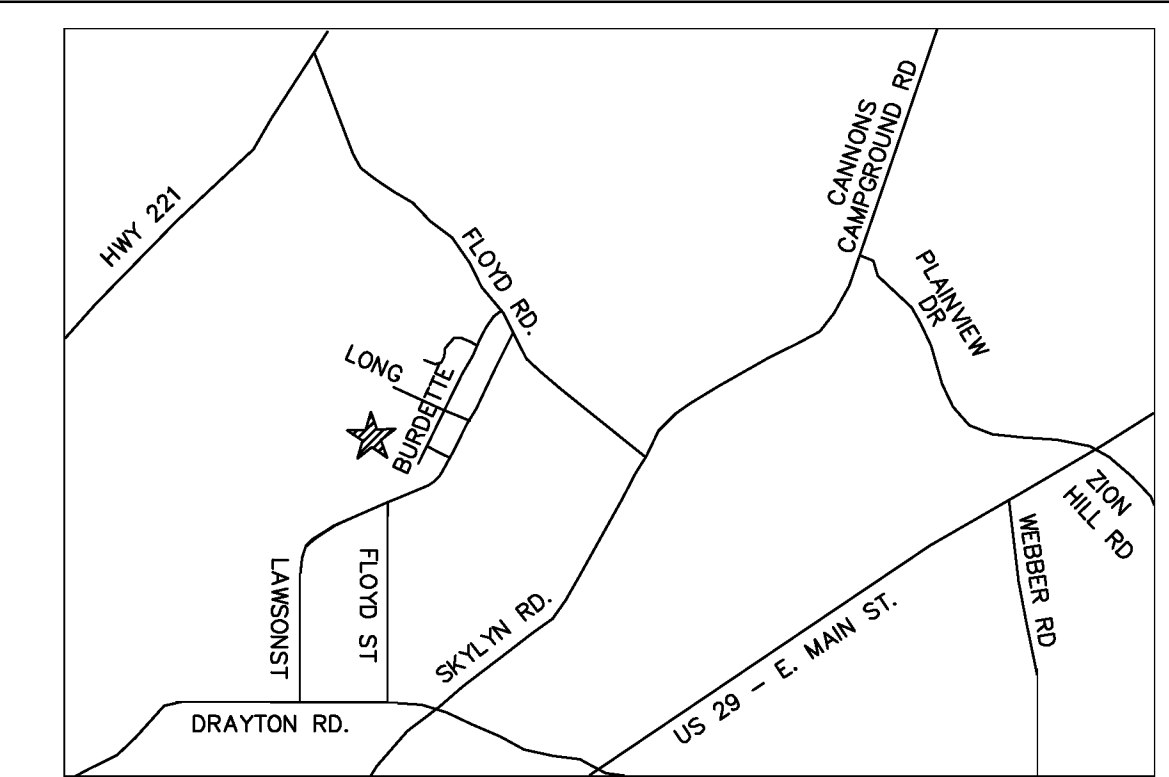 HWY 221
FLOYD RD.
CANNONS
CAMPGROUND RD
PLAINVIEW
DR
LONG
BURDETTE
ZION
HILL RD
WEBBER RD
LAWSONST
FLOYD ST
SKYLYN RD.
US 29 – E. MAIN ST.
DRAYTON RD.